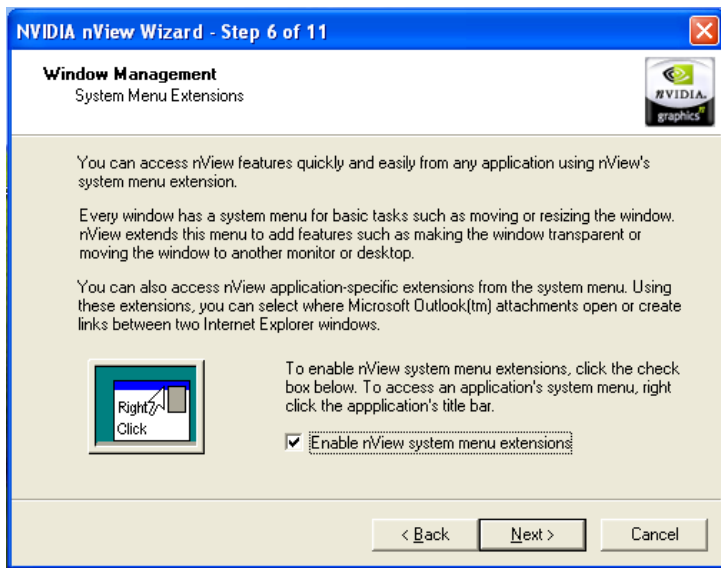 NVIDIA nView Wizard - Step 6 of 11
Window Management
System Menu Extensions
nVIDIA.
graphics
You can access nView features quickly and easily from any application using nView's
system menu extension.
Every window has a system menu for basic tasks such as moving or resizing the window.
nView extends this menu to add features such as making the window transparent or
moving the window to another monitor or desktop.
You can also access nView application-specific extensions from the system menu. Using
these extensions, you can select where Microsoft Outlook(tm) attachments open or create
links between two Internet Explorer windows.
Right
Click
To enable nView system menu extensions, click the check
box below. To access an application's system menu, right
click the appplication's title bar.
Enable nView system menu extensions
< Back
Next >
Cancel